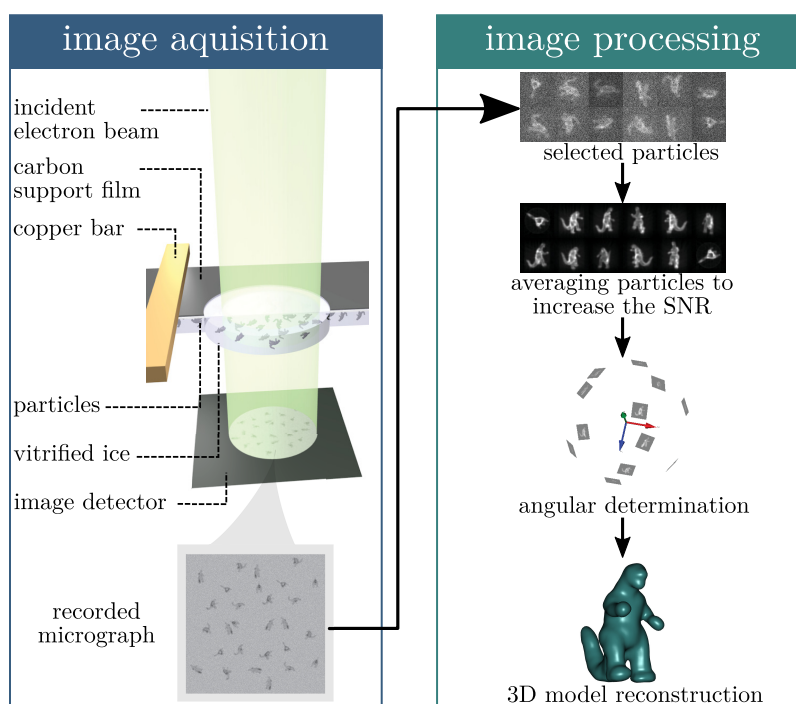 image aquisition
incident
electron beam
carbon
support film
copper bar
particles
vitrified ice
image detector
recorded
micrograph
image processing
selected particles
averaging particles to
increase the SNR
angular determination
3D model reconstruction